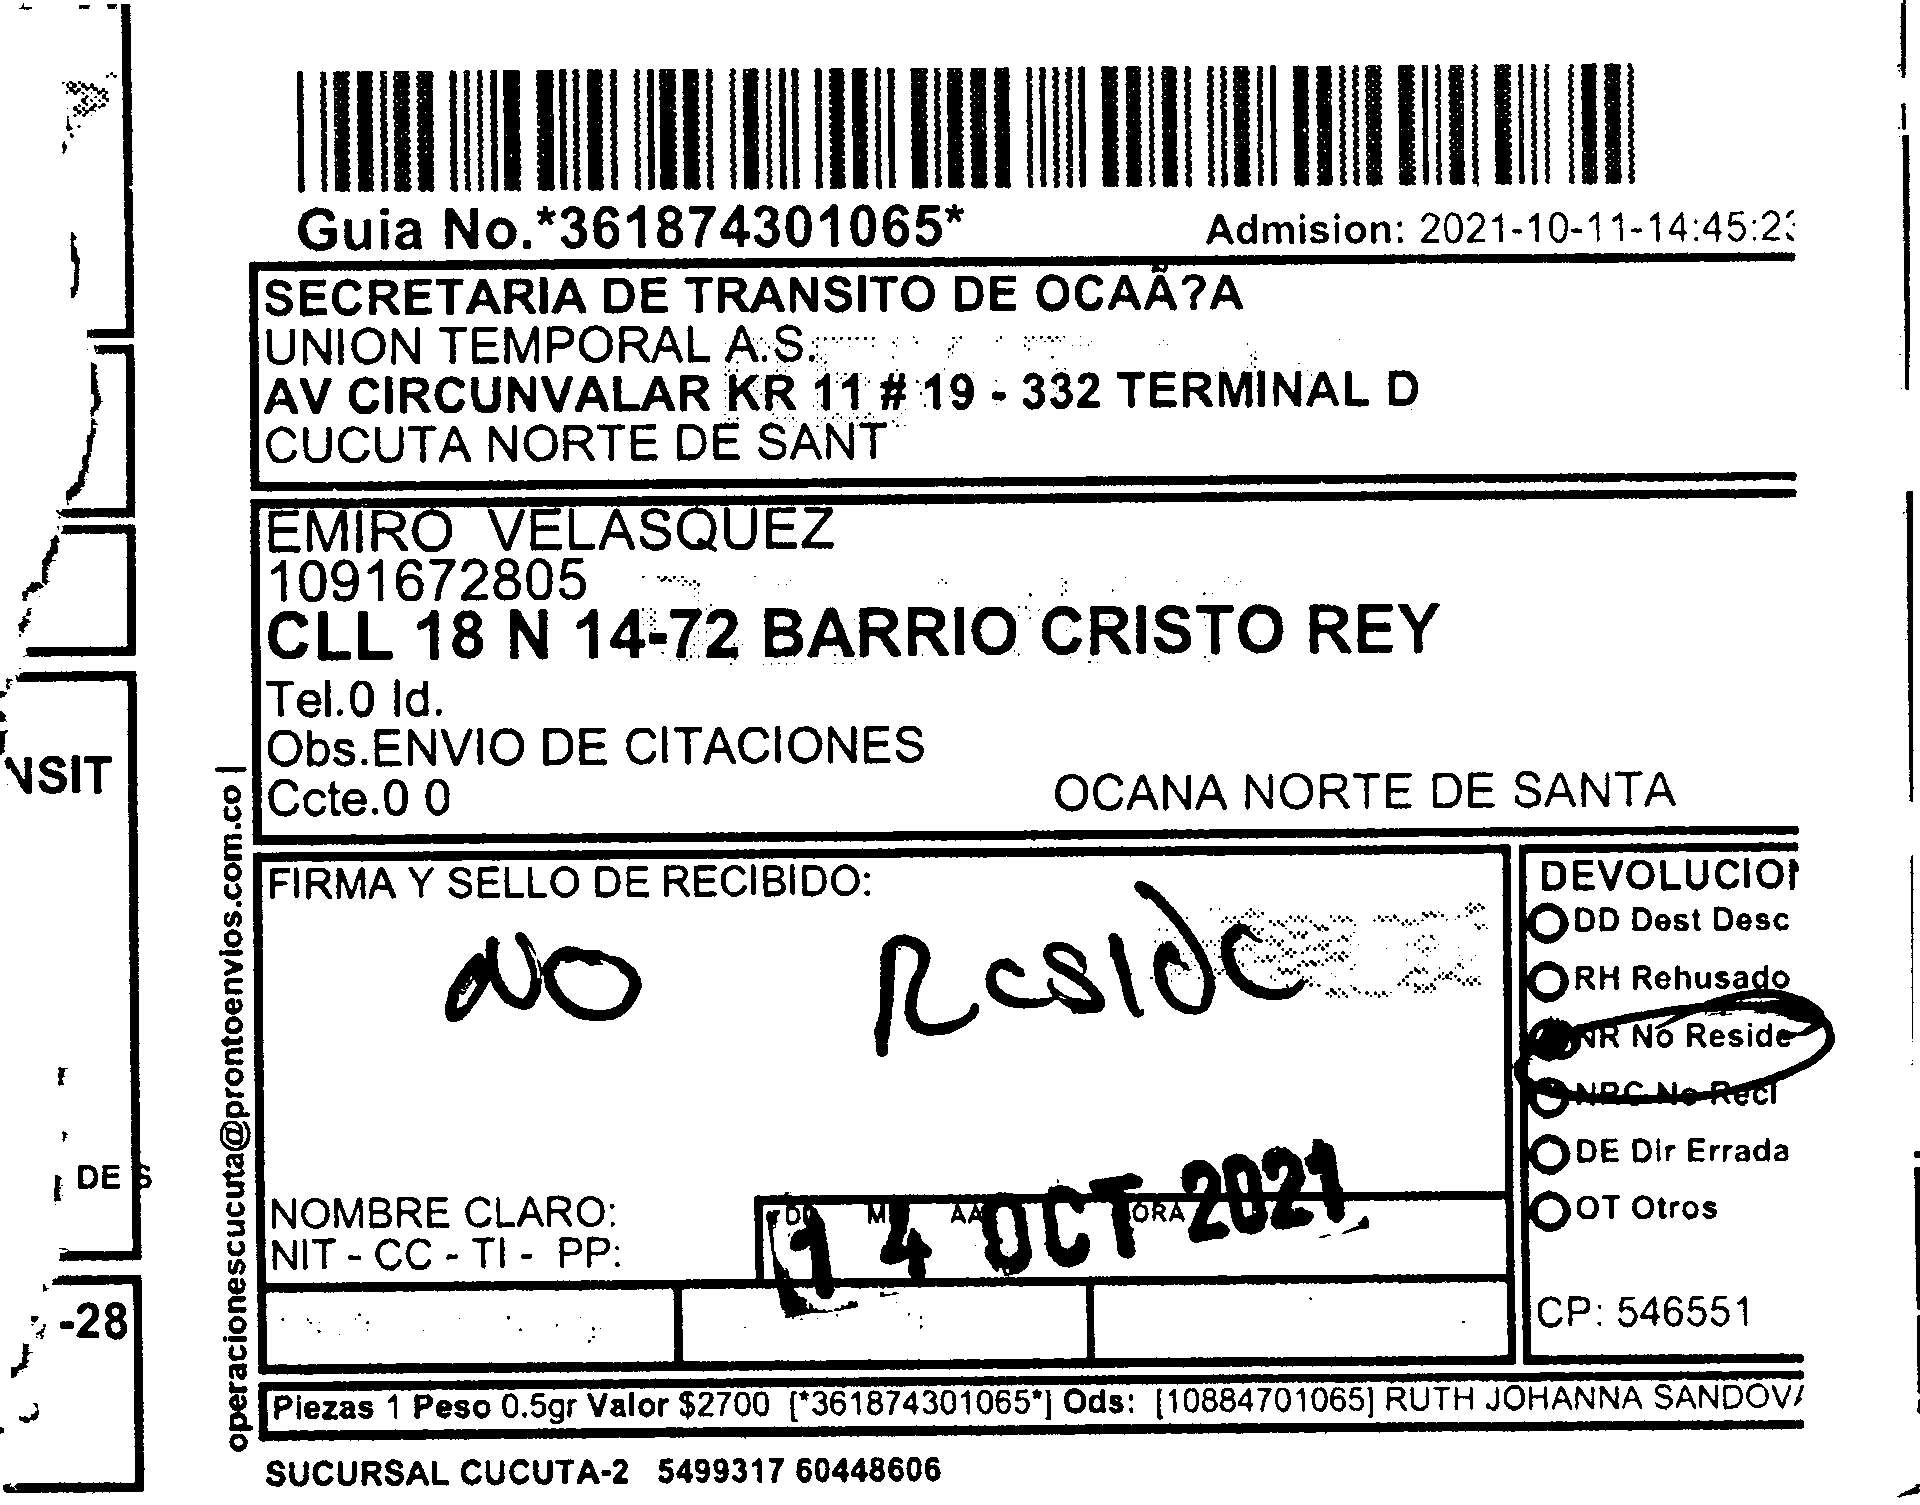 Guia No.*361874301065*
Admision: 2021-10-11-14:45:23
SECRETARIA DE TRANSITO DE OCAÃ?A
UNION TEMPORAL A.S.
AV CIRCUNVALAR KR 11 # 19 - 332 TERMINAL D
CUCUTA NORTE DE SANT
EMIRO VELASQUEZ
1091672805
CLL 18 N 14-72 BARRIO CRISTO REY
Tel.0 Id.
Obs.ENVIO DE CITACIONES
Ccte.0 0
OCANA NORTE DE SANTA
FIRMA Y SELLO DE RECIBIDO:
NO RESIDE
NOMBRE CLARO:
NIT - CC - TI - PP:
14 OCT 2021
DEVOLUCION
DD Dest Desc
RH Rehusado
NR No Reside
NRC No Recl
DE Dir Errada
OT Otros
CP: 546551
Piezas 1 Peso 0.5gr Valor $2700 [*361874301065*] Ods: [10884701065] RUTH JOHANNA SANDOVA
SUCURSAL CUCUTA-2 5499317 60448606
operacionescucuta@prontoenvios.com.co |
NSIT
DE S
-28